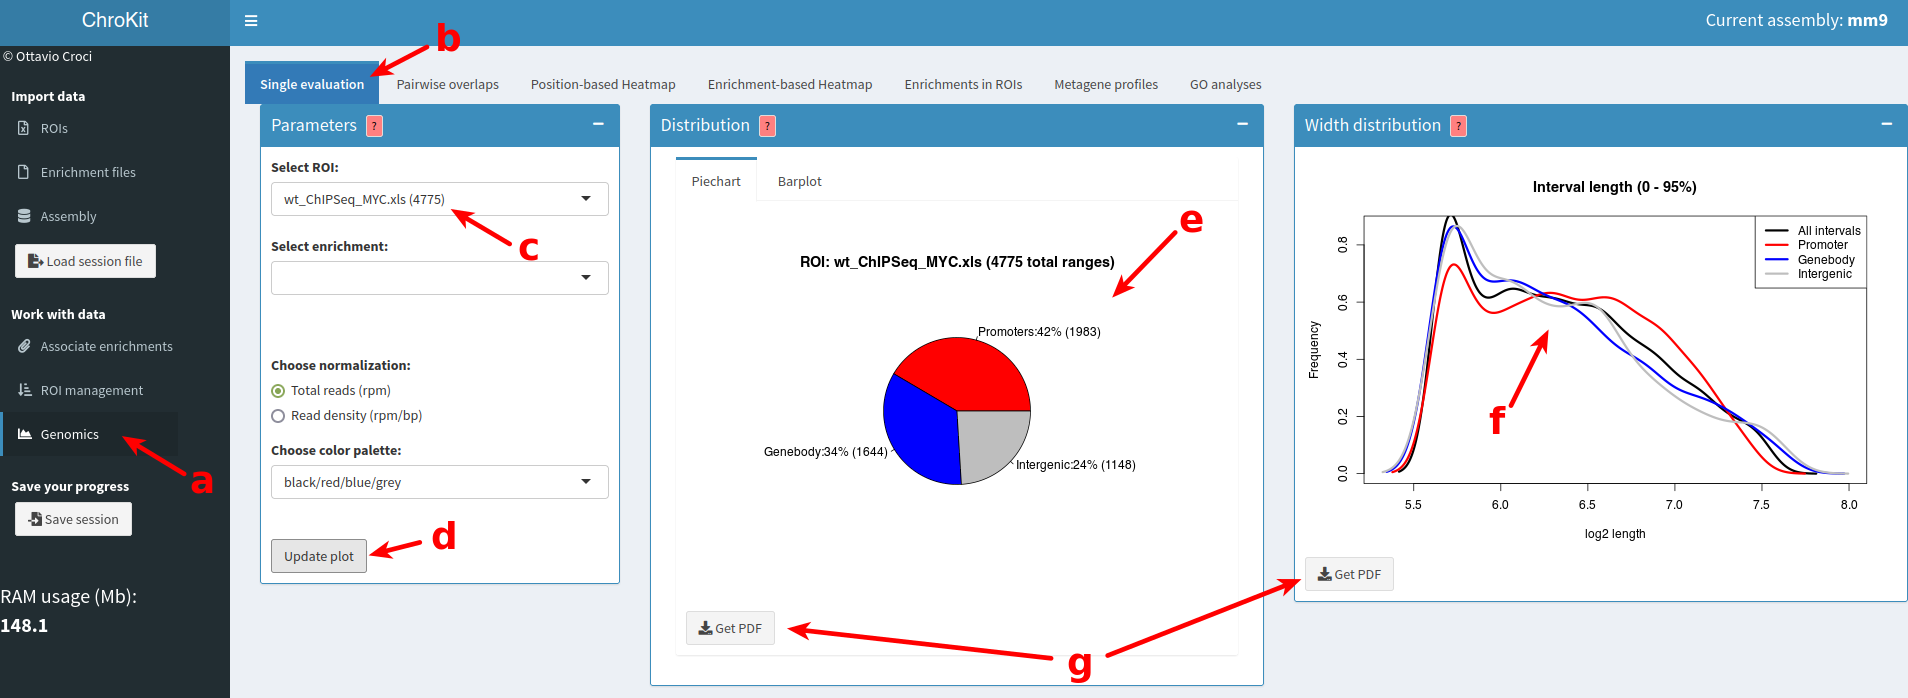 ChroKit
Current assembly: mm9
© Ottavio Croci
Import data
ROIs
Enrichment files
Assembly
Load session file
Work with data
Associate enrichments
ROI management
Genomics
a
Save your progress
Save session
RAM usage (Mb):
148.1
b
Single evaluation
Pairwise overlaps
Position-based Heatmap
Enrichment-based Heatmap
Enrichments in ROIs
Metagene profiles
GO analyses
Parameters ?
Select ROI:
wt_ChIPSeq_MYC.xls (4775)
c
Select enrichment:
Choose normalization:
Total reads (rpm)
Read density (rpm/bp)
Choose color palette:
black/red/blue/grey
Update plot
d
Distribution ?
Piechart
Barplot
e
ROI: wt_ChIPSeq_MYC.xls (4775 total ranges)
Promoters:42% (1983)
Genebody:34% (1644)
Intergenic:24% (1148)
Get PDF
g
Width distribution ?
Interval length (0 - 95%)
All intervals
Promoter
Genebody
Intergenic
Frequency
0.8
0.6
0.4
0.2
0.0
f
5.5 6.0 6.5 7.0 7.5 8.0
log2 length
Get PDF